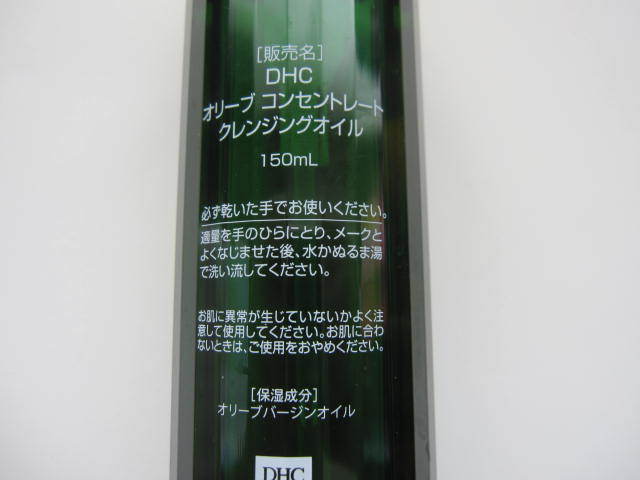 ［販売名］
DHC
オリーブ コンセントレート
クレンジングオイル
150mL
必ず乾いた手でお使いください。
適量を手のひらにとり、メークと
よくなじませた後、水かぬるま湯
で洗い流してください。
お肌に異常が生じていないかよく注
意して使用してください。お肌に合わ
ないときは、ご使用をおやめください。
［保湿成分］
オリーブバージンオイル
DHC